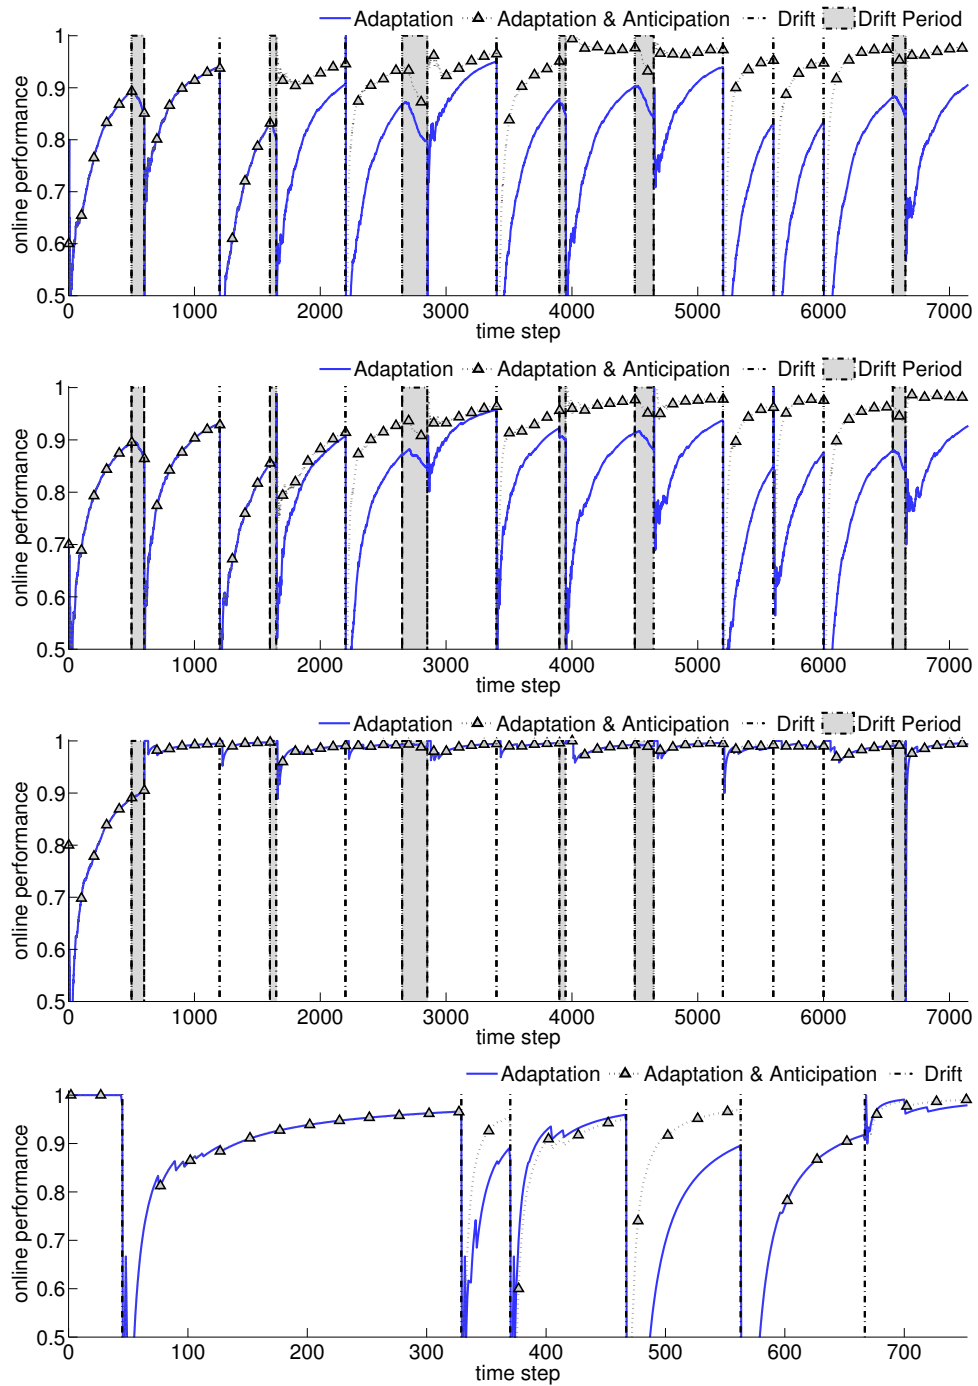 Adaptation Adaptation & Anticipation Drift Drift Period
1
0.9
0.8
0.7
0.6
0.5
online performance
0 1000 2000 3000 4000 5000 6000 7000
time step
Adaptation Adaptation & Anticipation Drift Drift Period
1
0.9
0.8
0.7
0.6
0.5
online performance
0 1000 2000 3000 4000 5000 6000 7000
time step
Adaptation Adaptation & Anticipation Drift Drift Period
1
0.9
0.8
0.7
0.6
0.5
online performance
0 1000 2000 3000 4000 5000 6000 7000
time step
Adaptation Adaptation & Anticipation Drift
1
0.9
0.8
0.7
0.6
0.5
online performance
0 100 200 300 400 500 600 700
time step